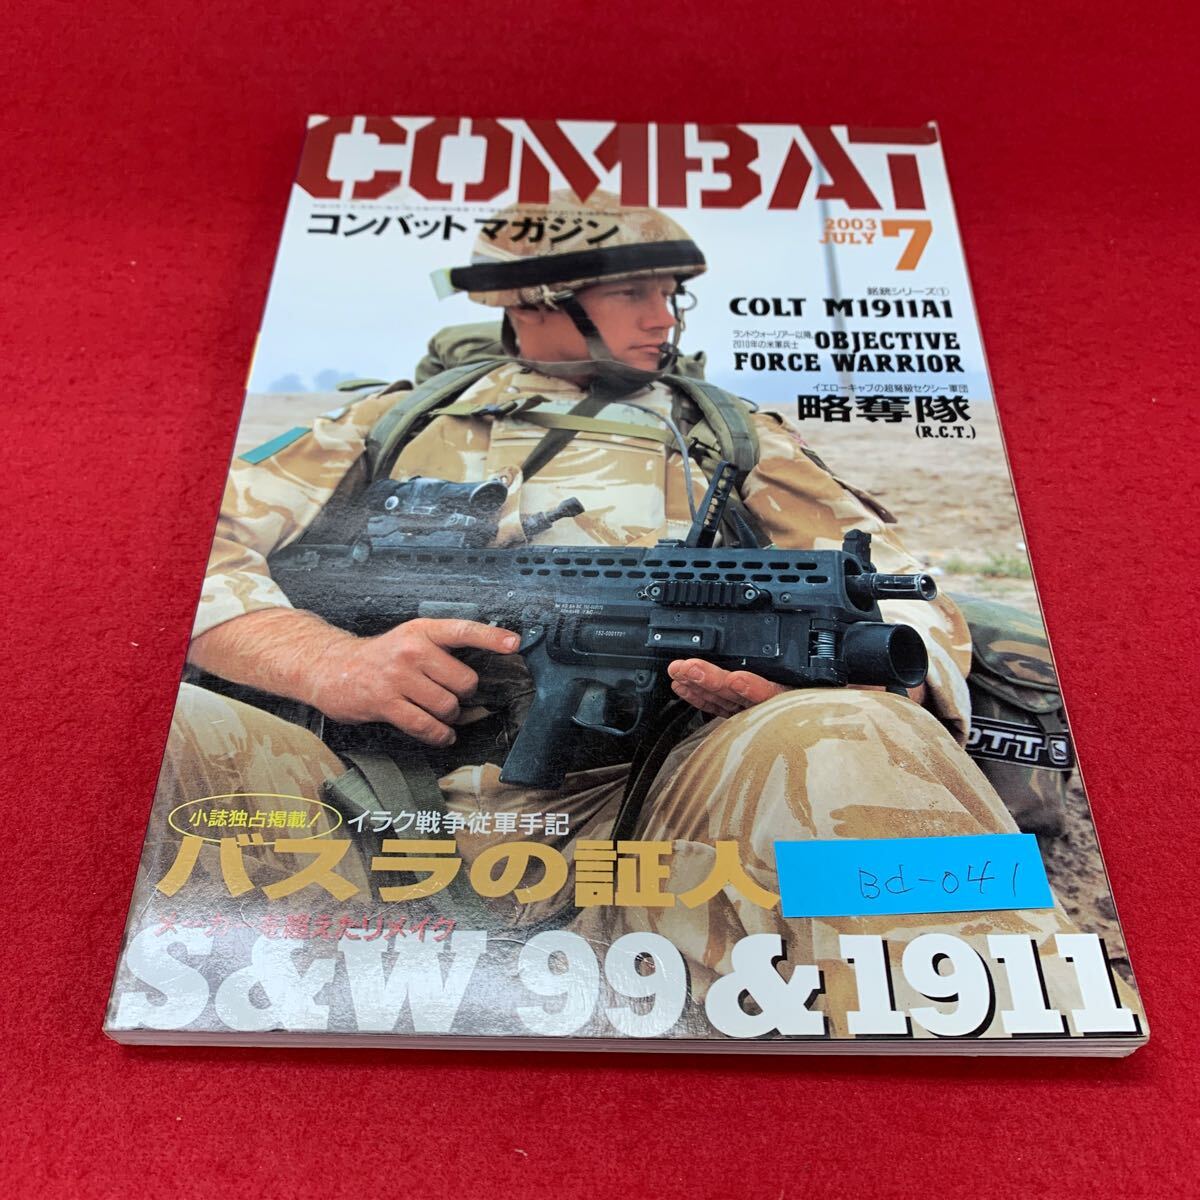 COMBAT
コンバットマガジン
2003
JULY 7
銘銃シリーズ①
COLT M1911A1
ランドウォーリアー以降、
2010年の米軍兵士
OBJECTIVE
FORCE WARRIOR
イエローキャブの超弩級セクシー軍団
略奪隊
(R.C.T.)
152-000170
OTT
小誌独占掲載!
イラク戦争従軍手記
バスラの証人
Bd-041
メーカーを超えたリメイク
S&W 99 & 1911